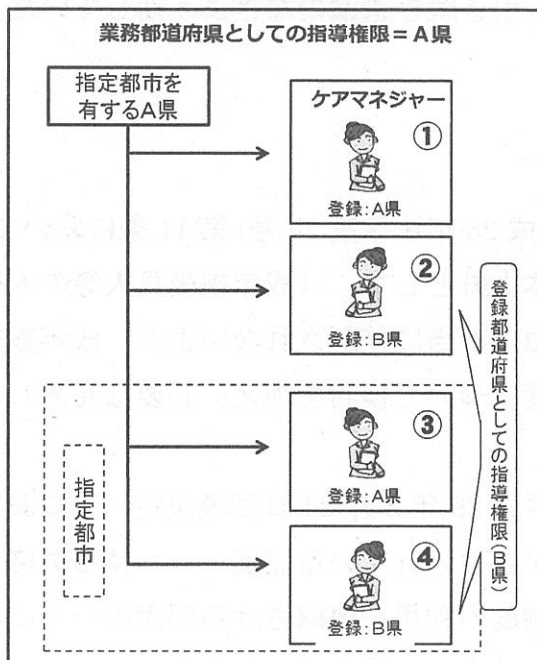 業務都道府県としての指導権限＝A県
指定都市を
有するA県
ケアマネジャー
①
登録：A県
②
登録：B県
③
登録：A県
④
登録：B県
指定都市
登録都道府県としての指導権限（B県）